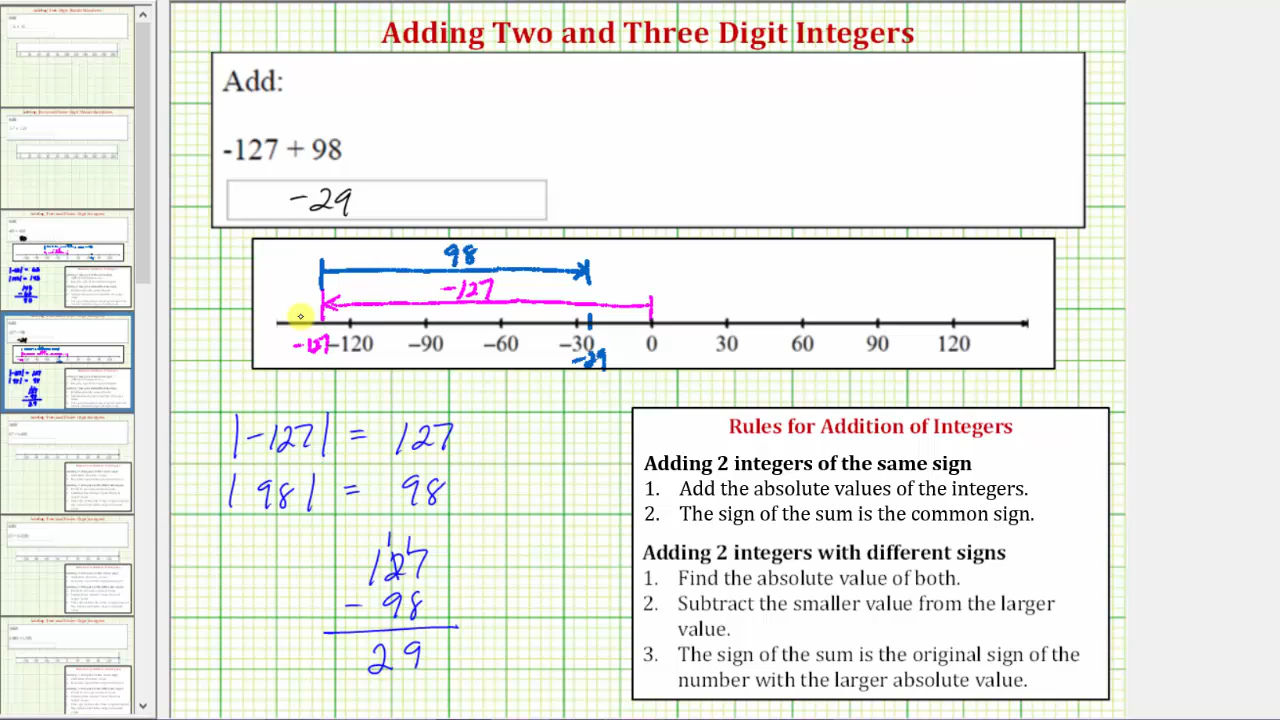 Adding Two and Three Digit Integers
Add:
-127 + 98
-29
98
-127
-127 -120 -90 -60 -30 0 30 60 90 120
-29
|-127| = 127
|98| = 98
1 1
127
- 98
29
Rules for Addition of Integers
Adding 2 integers of the same sign
1. Add the absolute values of the integers.
2. The sign of the sum is the common sign.
Adding 2 integers with different signs
1. Find the absolute value of both.
2. Subtract the smaller value from the larger
value.
3. The sign of the sum is the original sign of the
number with the larger absolute value.